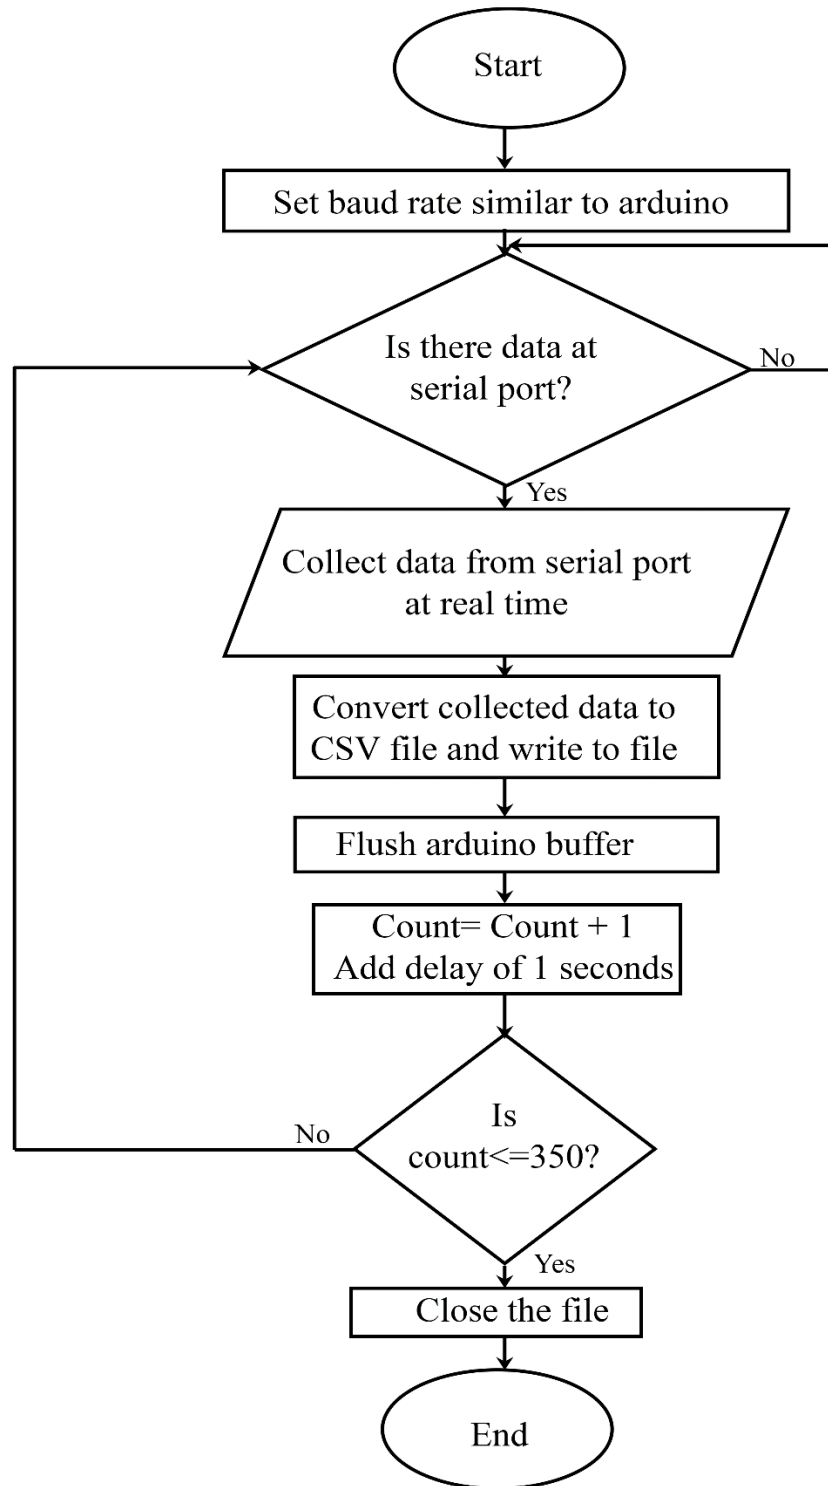 Start
Set baud rate similar to arduino
Is there data at
serial port?
No
Yes
Collect data from serial port
at real time
Convert collected data to
CSV file and write to file
Flush arduino buffer
Count= Count + 1
Add delay of 1 seconds
Is
count<=350?
No
Yes
Close the file
End